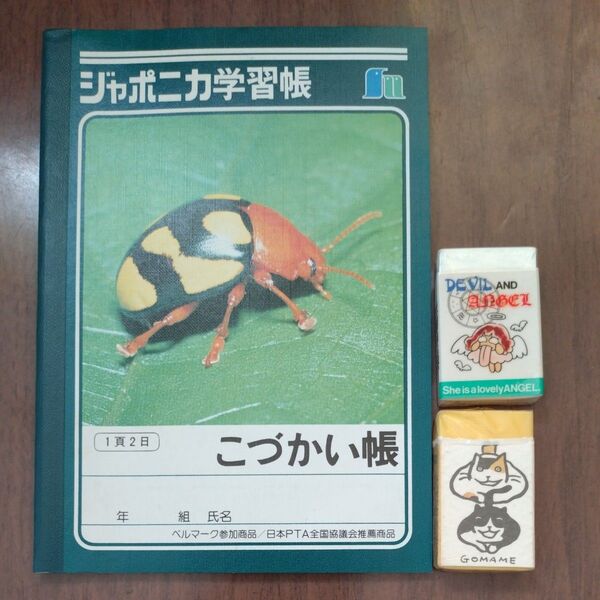 ジャポニカ学習帳
Sn
1頁2日
こづかい帳
年 組 氏名
ベルマーク参加商品/日本PTA全国協議会推薦商品
DEVIL AND
ANGEL
She is a lovely ANGEL.
GOMAME